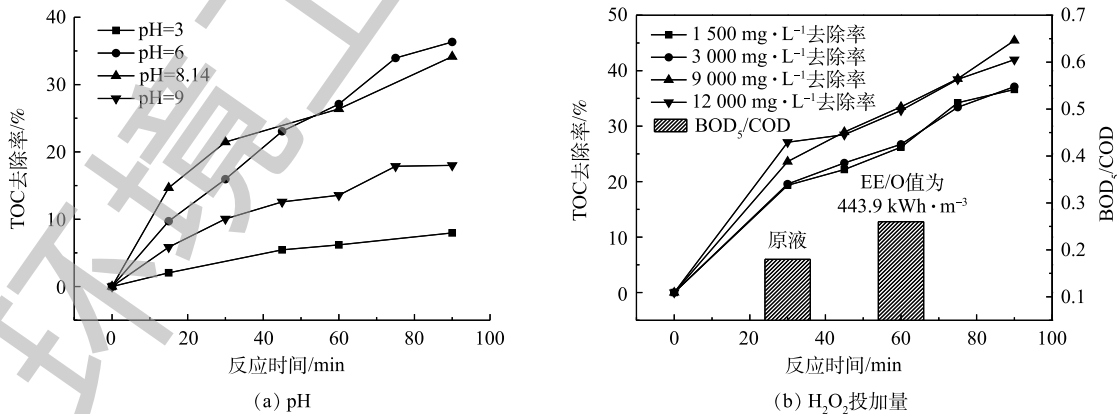 40
30
20
10
0
TOC去除率/%
pH=3
pH=6
pH=8.14
pH=9
0 20 40 60 80 100
反应时间/min
(a) pH
50
40
30
20
10
0
TOC去除率/%
1 500 mg·L⁻¹去除率
3 000 mg·L⁻¹去除率
9 000 mg·L⁻¹去除率
12 000 mg·L⁻¹去除率
BOD₅/COD
EE/O值为
443.9 kWh·m⁻³
原液
0.7
0.6
0.5
0.4
0.3
0.2
0.1
BOD₅/COD
0 20 40 60 80 100
反应时间/min
(b) H₂O₂投加量
环境工